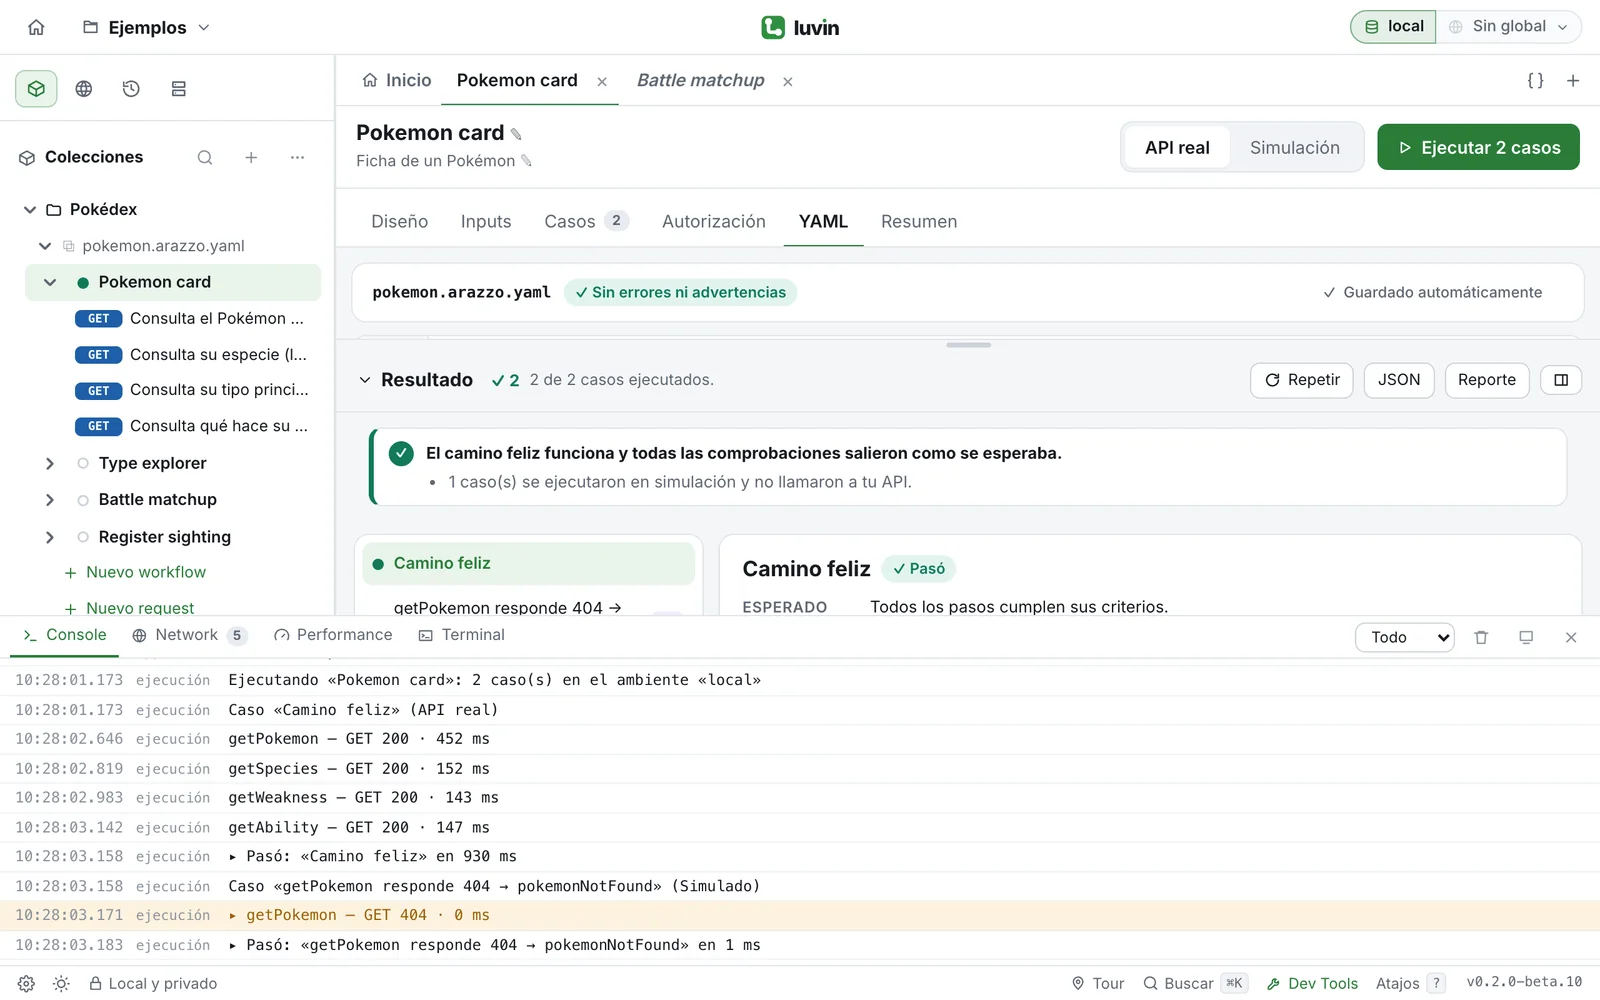 Ejemplos
luvin
local
Sin global
Inicio
Pokemon card
Battle matchup
{ }
Colecciones
Pokemon card
Ficha de un Pokémon
API real
Simulación
Ejecutar 2 casos
Diseño
Inputs
Casos 2
Autorización
YAML
Resumen
Pokédex
pokemon.arazzo.yaml
Pokemon card
GET Consulta el Pokémon ...
GET Consulta su especie (l...
GET Consulta su tipo princi...
GET Consulta qué hace su ...
Type explorer
Battle matchup
Register sighting
+ Nuevo workflow
+ Nuevo request
pokemon.arazzo.yaml
✓ Sin errores ni advertencias
✓ Guardado automáticamente
Resultado
✓ 2
2 de 2 casos ejecutados.
Repetir
JSON
Reporte
El camino feliz funciona y todas las comprobaciones salieron como se esperaba.
• 1 caso(s) se ejecutaron en simulación y no llamaron a tu API.
Camino feliz
getPokemon responde 404 →
Camino feliz
✓ Pasó
ESPERADO
Todos los pasos cumplen sus criterios.
Console
Network 5
Performance
Terminal
Todo
10:28:01.173 ejecución Ejecutando «Pokemon card»: 2 caso(s) en el ambiente «local»
10:28:01.173 ejecución Caso «Camino feliz» (API real)
10:28:02.646 ejecución getPokemon — GET 200 · 452 ms
10:28:02.819 ejecución getSpecies — GET 200 · 152 ms
10:28:02.983 ejecución getWeakness — GET 200 · 143 ms
10:28:03.142 ejecución getAbility — GET 200 · 147 ms
10:28:03.158 ejecución ▸ Pasó: «Camino feliz» en 930 ms
10:28:03.158 ejecución Caso «getPokemon responde 404 → pokemonNotFound» (Simulado)
10:28:03.171 ejecución ▸ getPokemon — GET 404 · 0 ms
10:28:03.183 ejecución ▸ Pasó: «getPokemon responde 404 → pokemonNotFound» en 1 ms
Local y privado
Tour
Buscar ⌘K
Dev Tools
Atajos ?
v0.2.0-beta.10